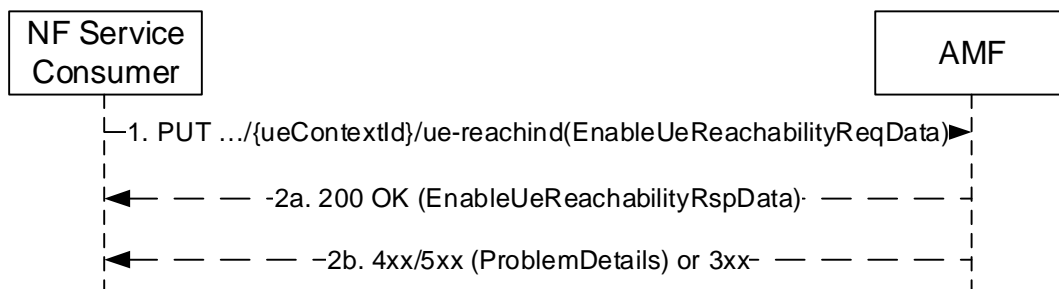 NF Service
Consumer
AMF
1. PUT …/{ueContextId}/ue-reachind(EnableUeReachabilityReqData)
2a. 200 OK (EnableUeReachabilityRspData)
2b. 4xx/5xx (ProblemDetails) or 3xx